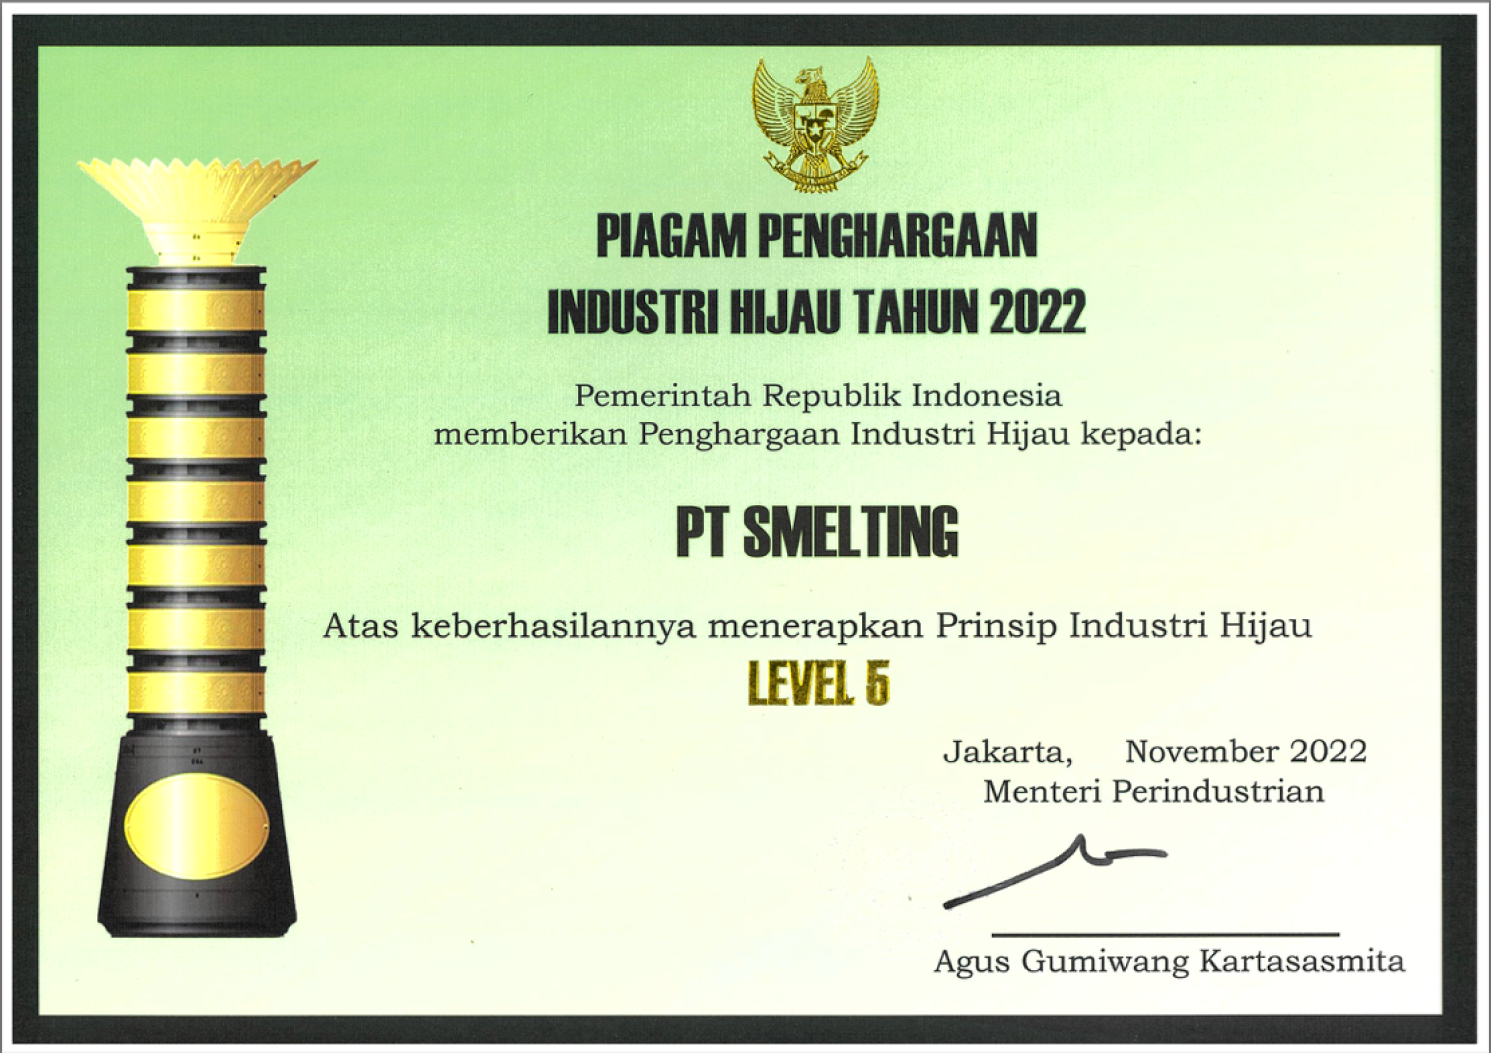 PIAGAM PENGHARGAAN
INDUSTRI HIJAU TAHUN 2022
Pemerintah Republik Indonesia
memberikan Penghargaan Industri Hijau kepada:
PT SMELTING
Atas keberhasilannya menerapkan Prinsip Industri Hijau
LEVEL 5
Jakarta, November 2022
Menteri Perindustrian
Agus Gumiwang Kartasasmita